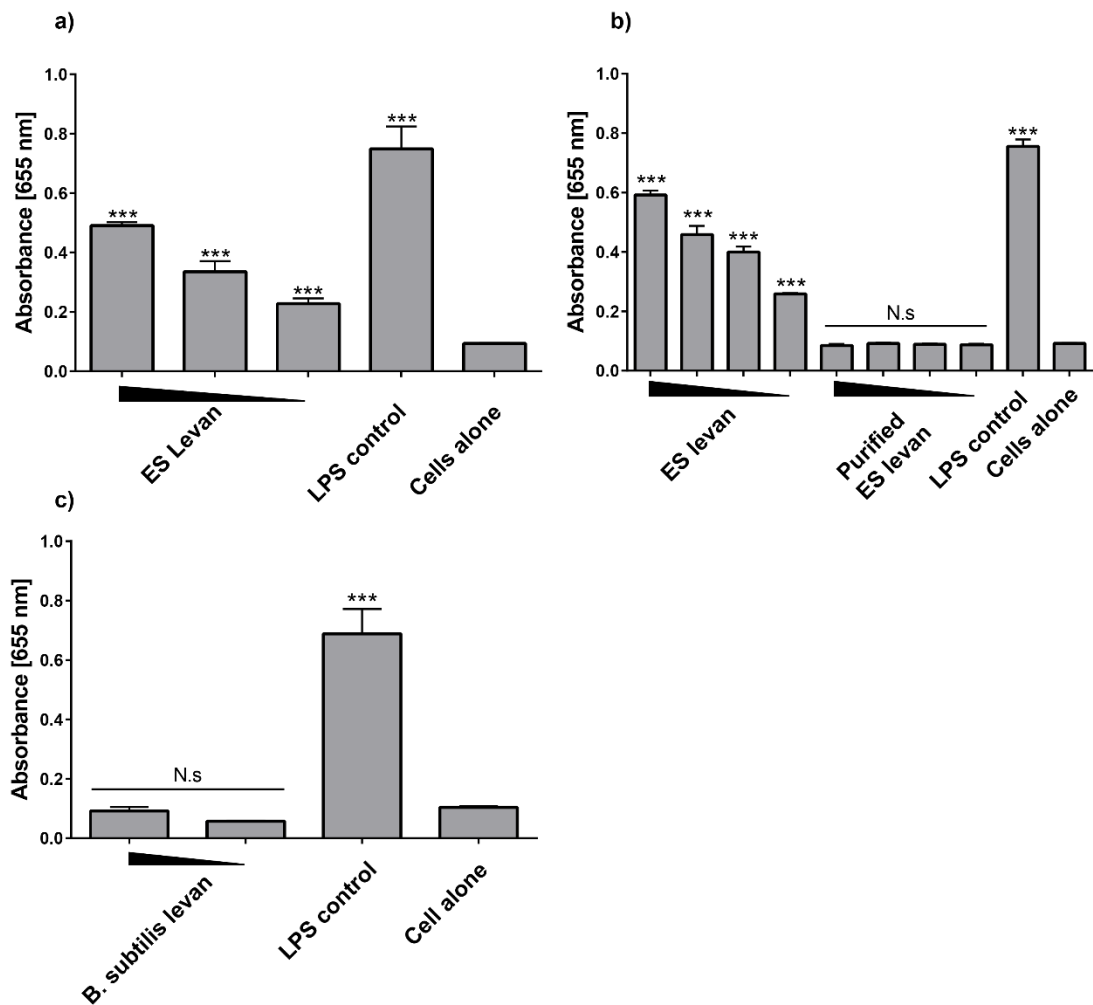 a)
Absorbance [655 nm]
1.0
0.8
0.6
0.4
0.2
0.0
***
***
***
***
ES Levan
LPS control
Cells alone
b)
Absorbance [655 nm]
1.0
0.8
0.6
0.4
0.2
0.0
***
***
***
***
N.s
***
ES levan
Purified
ES levan
LPS control
Cells alone
c)
Absorbance [655 nm]
1.0
0.8
0.6
0.4
0.2
0.0
N.s
***
B. subtilis levan
LPS control
Cell alone